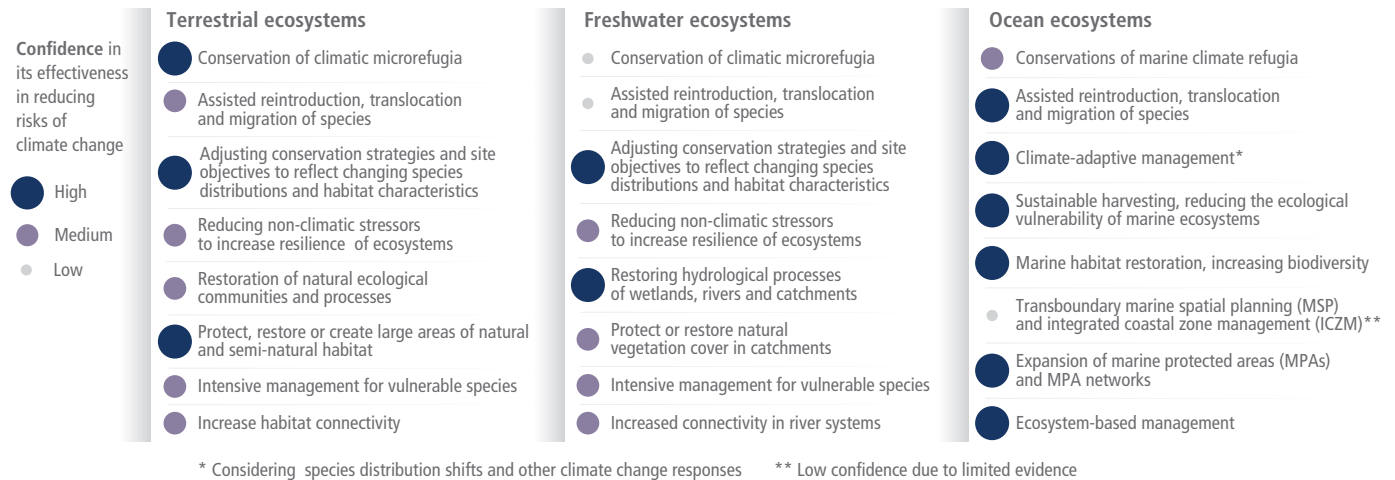 Confidence in
its effectiveness
in reducing
risks of
climate change
High
Medium
Low
Terrestrial ecosystems
Conservation of climatic microrefugia
Assisted reintroduction, translocation
and migration of species
Adjusting conservation strategies and site
objectives to reflect changing species
distributions and habitat characteristics
Reducing non-climatic stressors
to increase resilience of ecosystems
Restoration of natural ecological
communities and processes
Protect, restore or create large areas of natural
and semi-natural habitat
Intensive management for vulnerable species
Increase habitat connectivity
Freshwater ecosystems
Conservation of climatic microrefugia
Assisted reintroduction, translocation
and migration of species
Adjusting conservation strategies and site
objectives to reflect changing species
distributions and habitat characteristics
Reducing non-climatic stressors
to increase resilience of ecosystems
Restoring hydrological processes
of wetlands, rivers and catchments
Protect or restore natural
vegetation cover in catchments
Intensive management for vulnerable species
Increased connectivity in river systems
Ocean ecosystems
Conservations of marine climate refugia
Assisted reintroduction, translocation
and migration of species
Climate-adaptive management*
Sustainable harvesting, reducing the ecological
vulnerability of marine ecosystems
Marine habitat restoration, increasing biodiversity
Transboundary marine spatial planning (MSP)
and integrated coastal zone management (ICZM)**
Expansion of marine protected areas (MPAs)
and MPA networks
Ecosystem-based management
* Considering species distribution shifts and other climate change responses
** Low confidence due to limited evidence